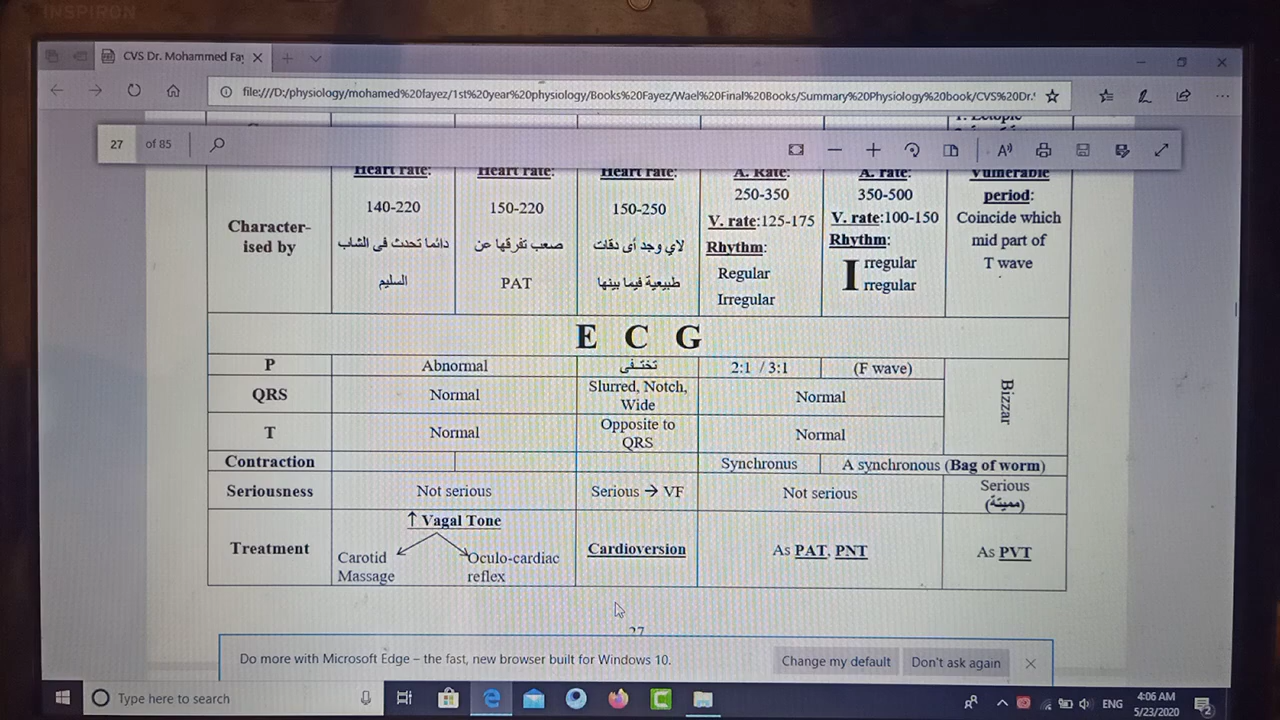 INSPIRON
CVS Dr. Mohammed Fay
file:///D:/physiology/mohamed%20fayez/1st%20year%20physiology/Books%20Fayez/Wael%20Final%20Books/Summary%20Physiology%20book/CVS%20Dr.
27 of 85
Character-
ised by
Heart rate:
140-220
دائما تحدث فى الشاب
السليم
Heart rate:
150-220
صعب تفرقها عن
PAT
Heart rate:
150-250
لاي وجد أى دقات
طبيعية فيما بينها
A. Rate:
250-350
V. rate:125-175
Rhythm:
Regular
Irregular
A. rate:
350-500
V. rate:100-150
Rhythm:
I rregular
rregular
Vulnerable
period:
Coincide which
mid part of
T wave
E C G
P Abnormal تختفى 2:1 / 3:1 (F wave)
Bizzar
QRS Normal Slurred, Notch,
Wide Normal
T Normal Opposite to
QRS Normal
Contraction Synchronus A synchronous (Bag of worm)
Seriousness Not serious Serious → VF Not serious Serious
(مميتة)
Treatment
↑ Vagal Tone
Carotid
Massage
Oculo-cardiac
reflex
Cardioversion
As PAT, PNT
As PVT
27
Do more with Microsoft Edge – the fast, new browser built for Windows 10. Change my default Don't ask again
Type here to search
ENG
4:06 AM
5/23/2020
2